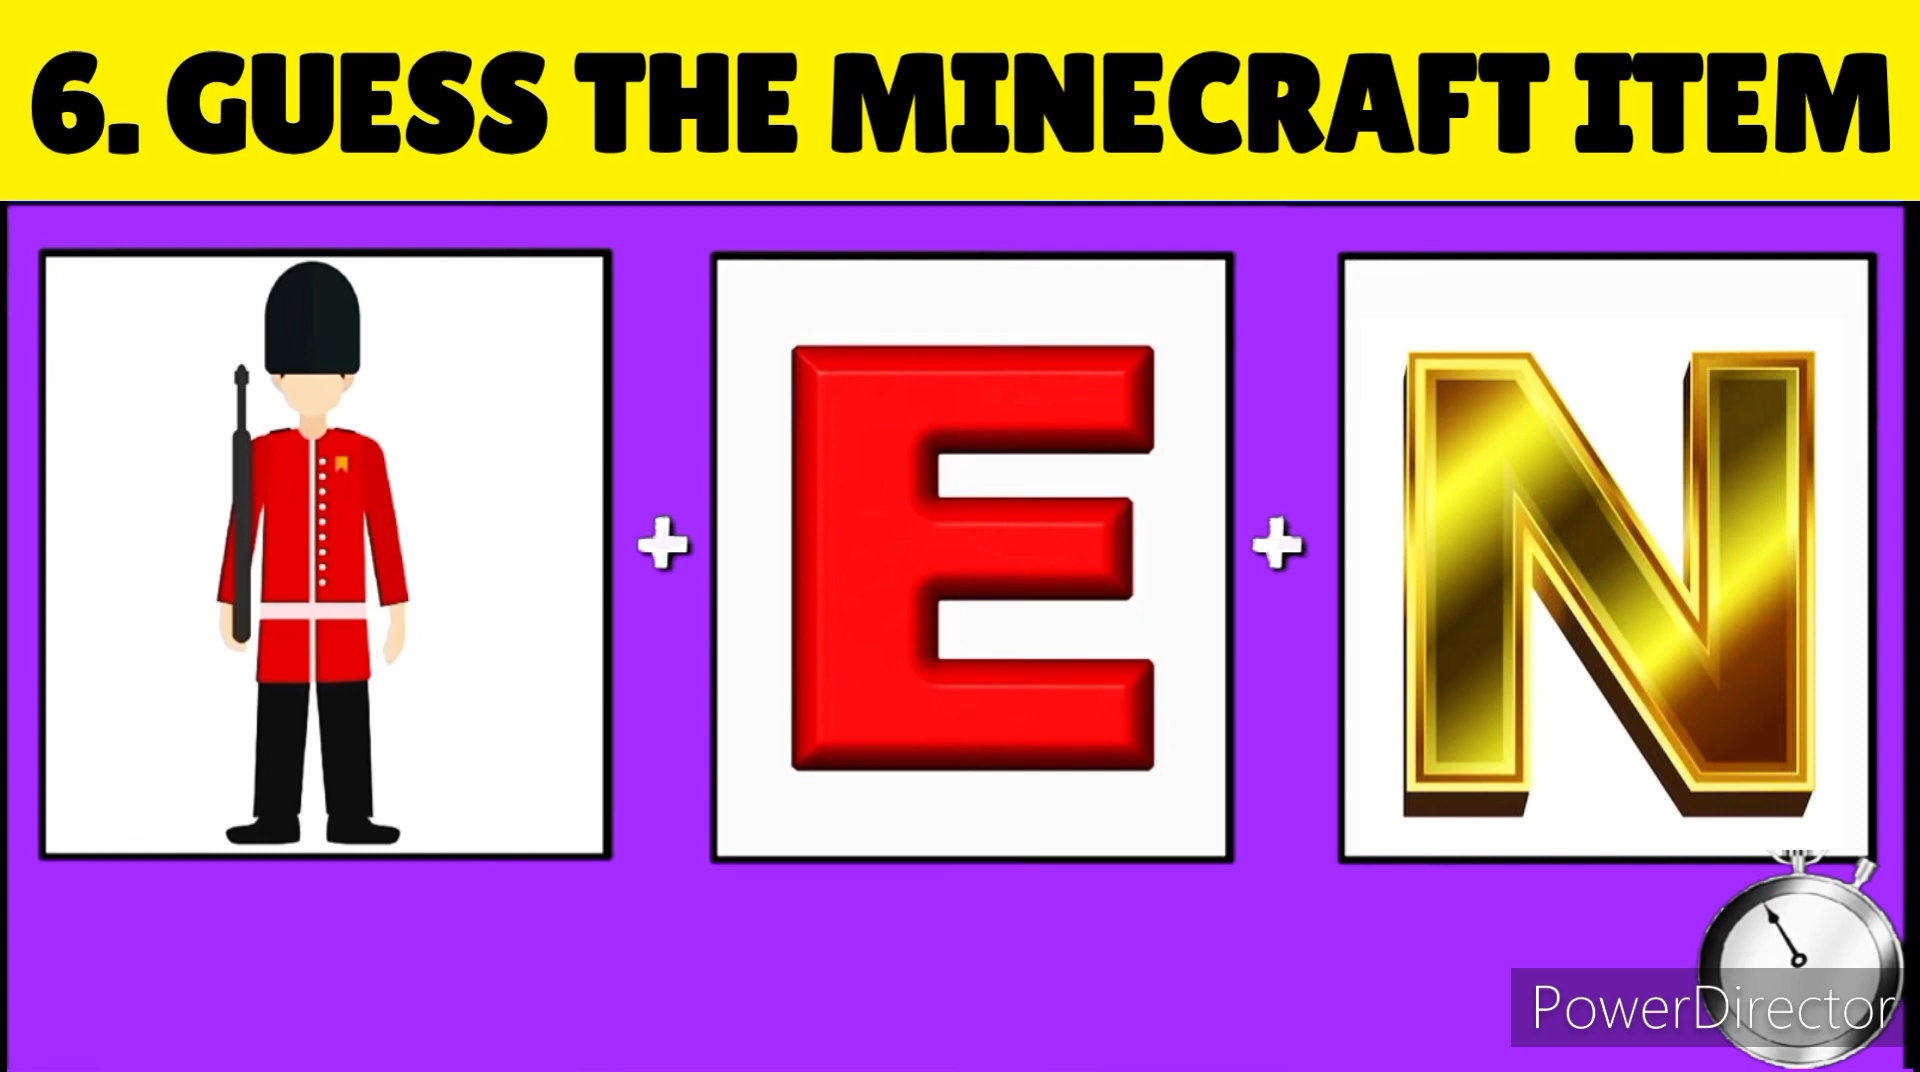 6. GUESS THE MINECRAFT ITEM
+ E + N
PowerDirector